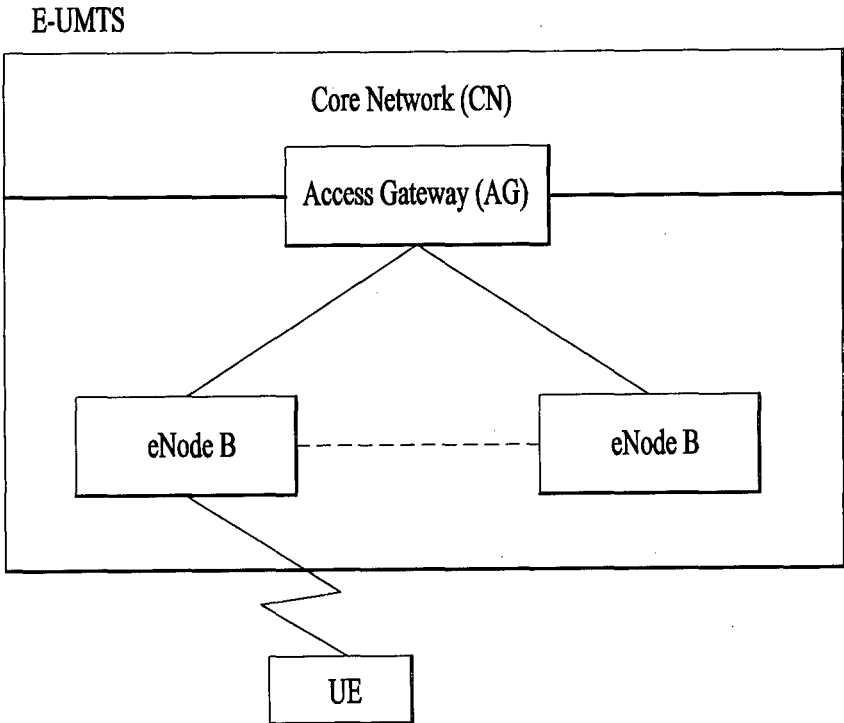 E-UMTS
Core Network (CN)
Access Gateway (AG)
eNode B
eNode B
UE